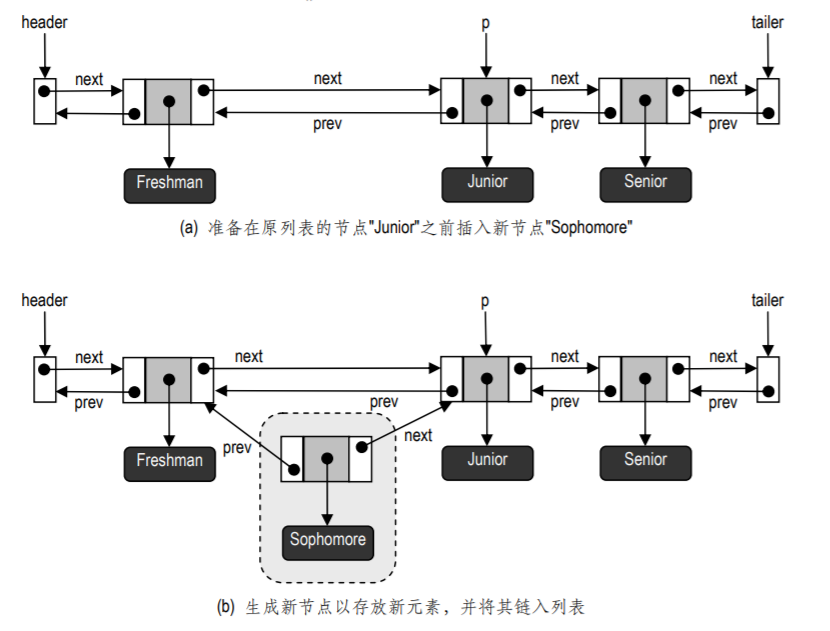 header p tailer
next next next next
prev prev prev
Freshman Junior Senior
(a) 准备在原列表的节点"Junior"之前插入新节点"Sophomore"
header p tailer
next next next next
prev prev prev prev
prev next
Freshman Junior Senior
Sophomore
(b) 生成新节点以存放新元素，并将其链入列表